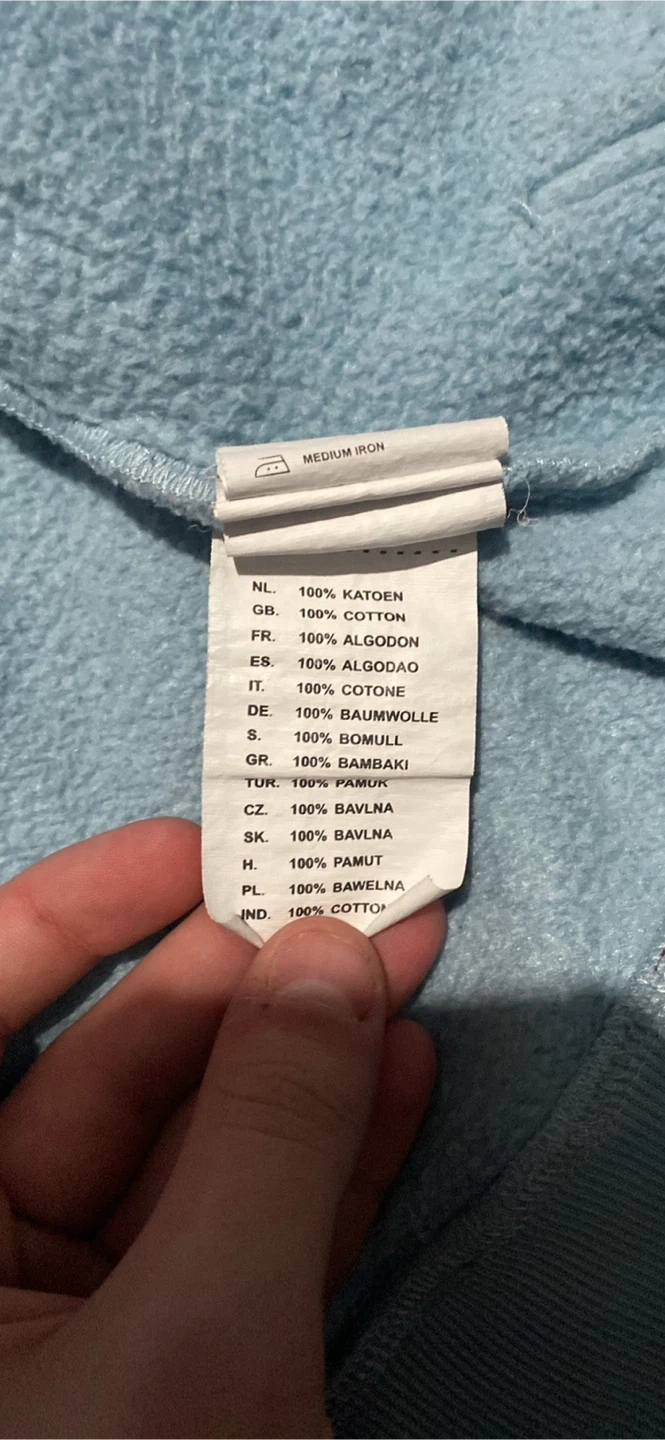 MEDIUM IRON
NL. 100% KATOEN
GB. 100% COTTON
FR. 100% ALGODON
ES. 100% ALGODAO
IT. 100% COTONE
DE. 100% BAUMWOLLE
S. 100% BOMULL
GR. 100% BAMBAKI
TUR. 100% PAMUK
CZ. 100% BAVLNA
SK. 100% BAVLNA
H. 100% PAMUT
PL. 100% BAWELNA
IND. 100% COTTON